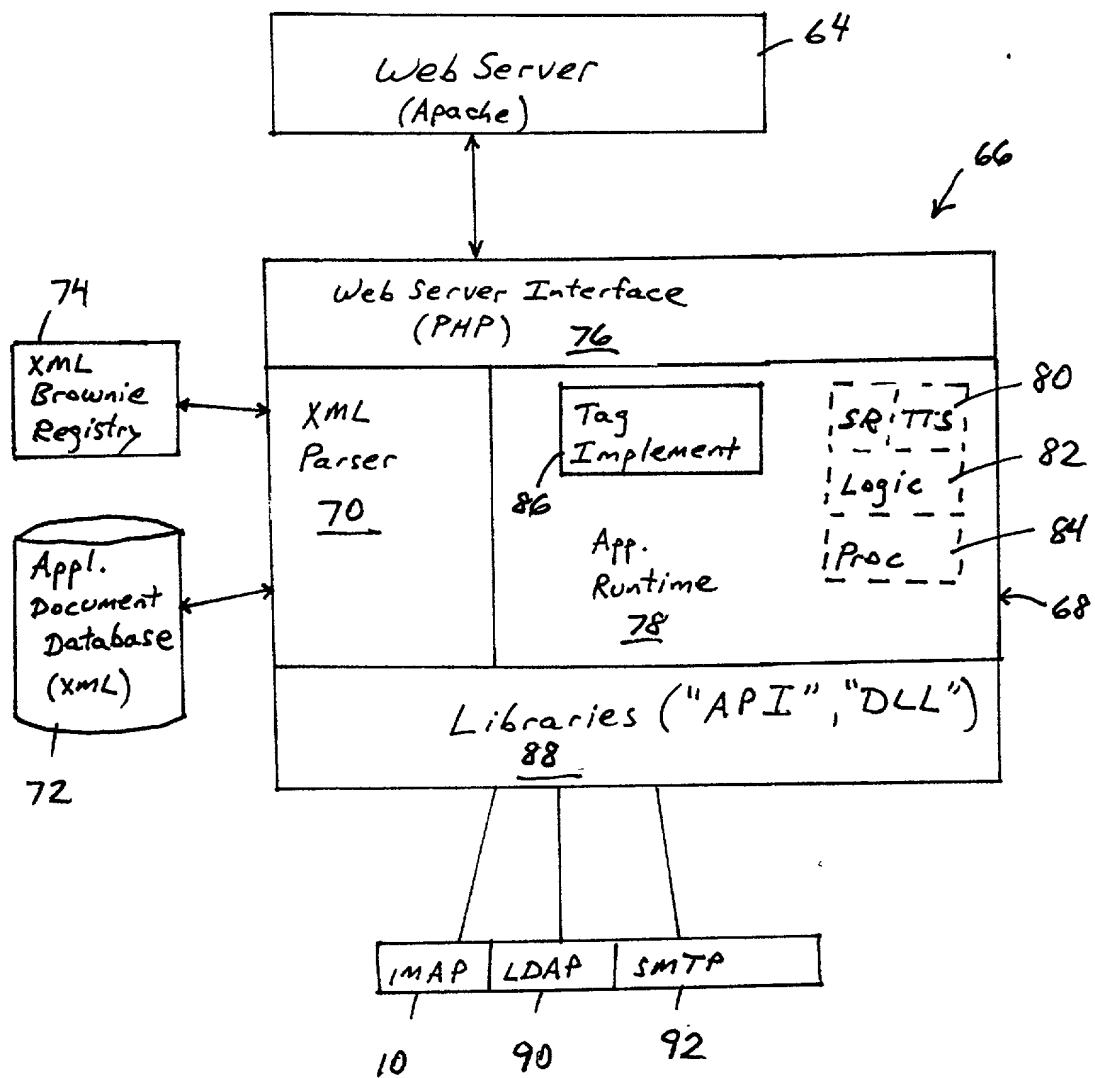 64
Web Server
(Apache)
66
Web Server Interface
(PHP) 76
74
XML
Brownie
Registry
XML
Parser
70
Tag
Implement
86
App.
Runtime
78
SR TTS
80
Logic
82
Proc
84
68
Appl.
Document
Database
(XML)
72
Libraries ("API", "DLL")
88
IMAP LDAP SMTP
10 90 92